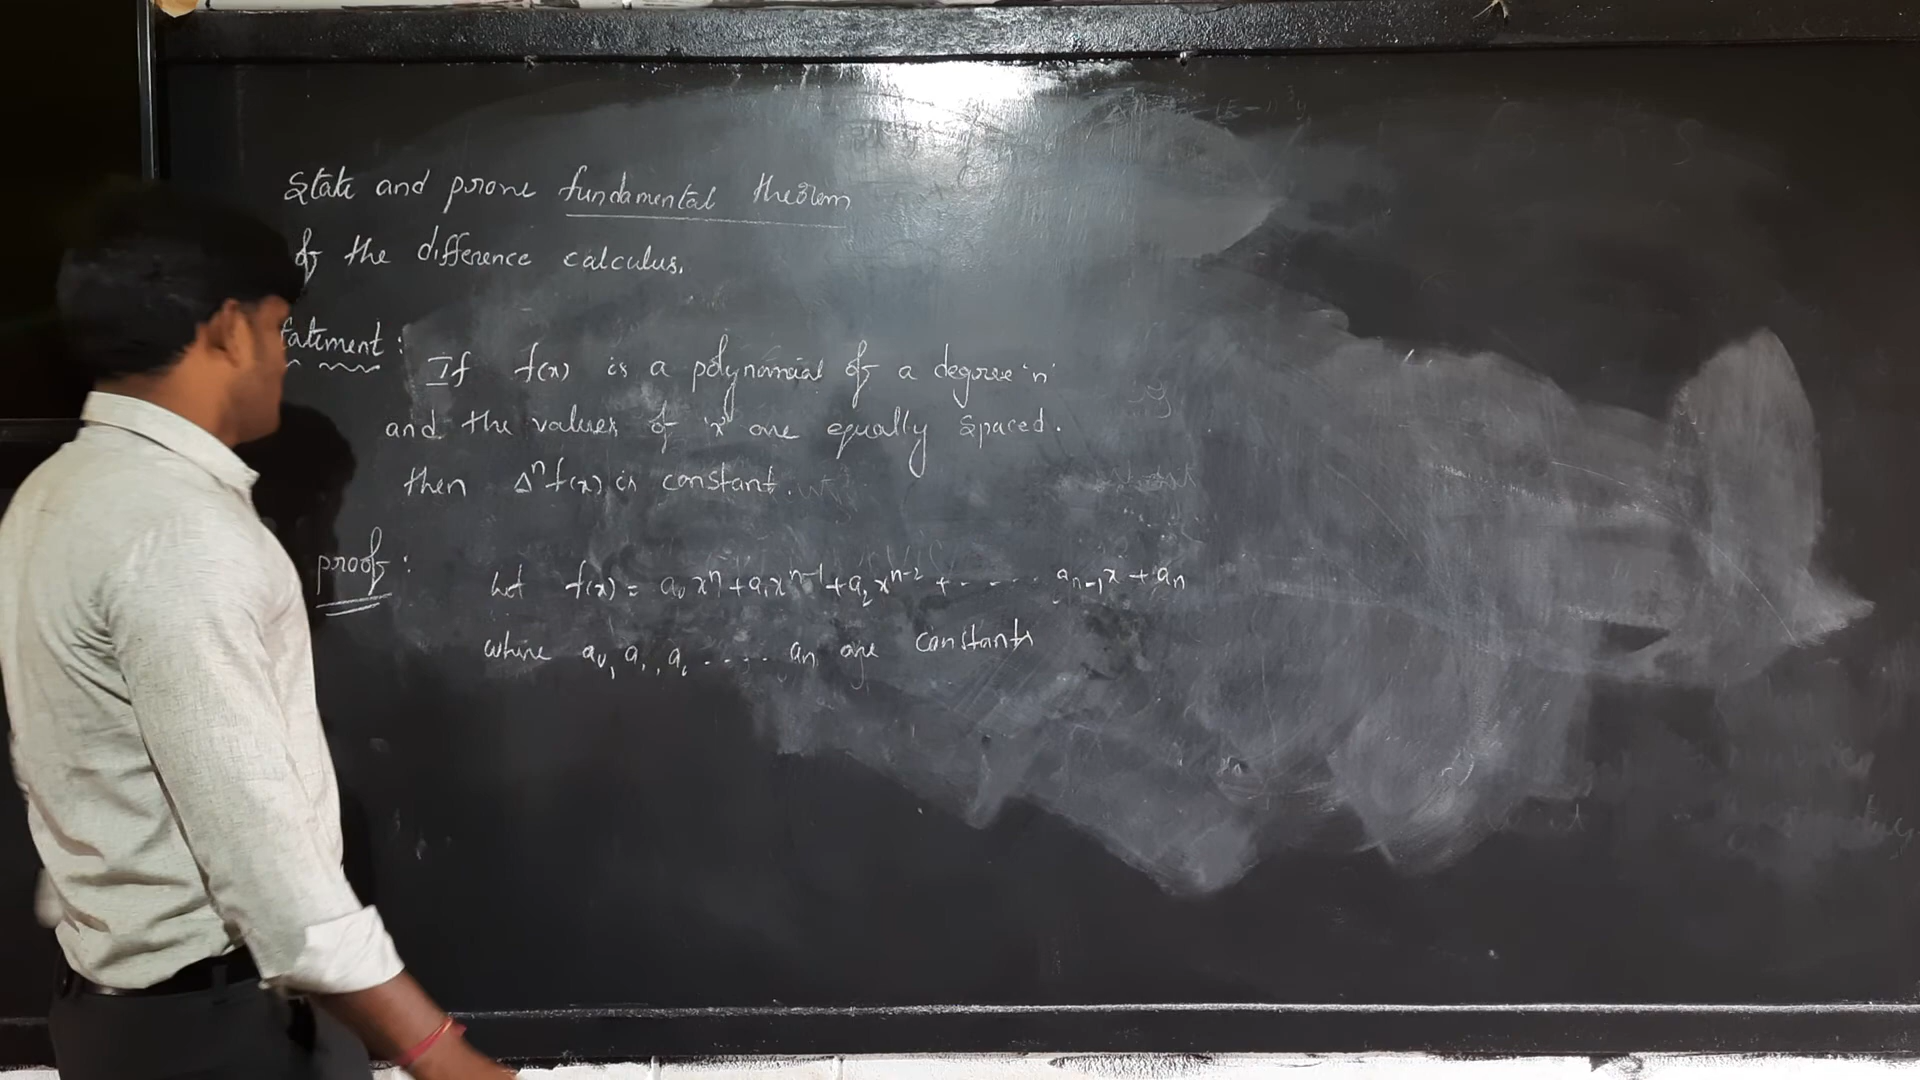 State and prove fundamental theorem
of the difference calculus.
tatement :
If f(x) is a polynomial of a degree 'n'
and the values of 'x' are equally spaced.
then Δⁿf(x) is constant.
proof :
Let f(x) = a₀xⁿ + a₁xⁿ⁻¹ + a₂xⁿ⁻² + - - - - - aₙ₋₁x + aₙ
where a₀, a₁, a₂ - - - - aₙ are constants